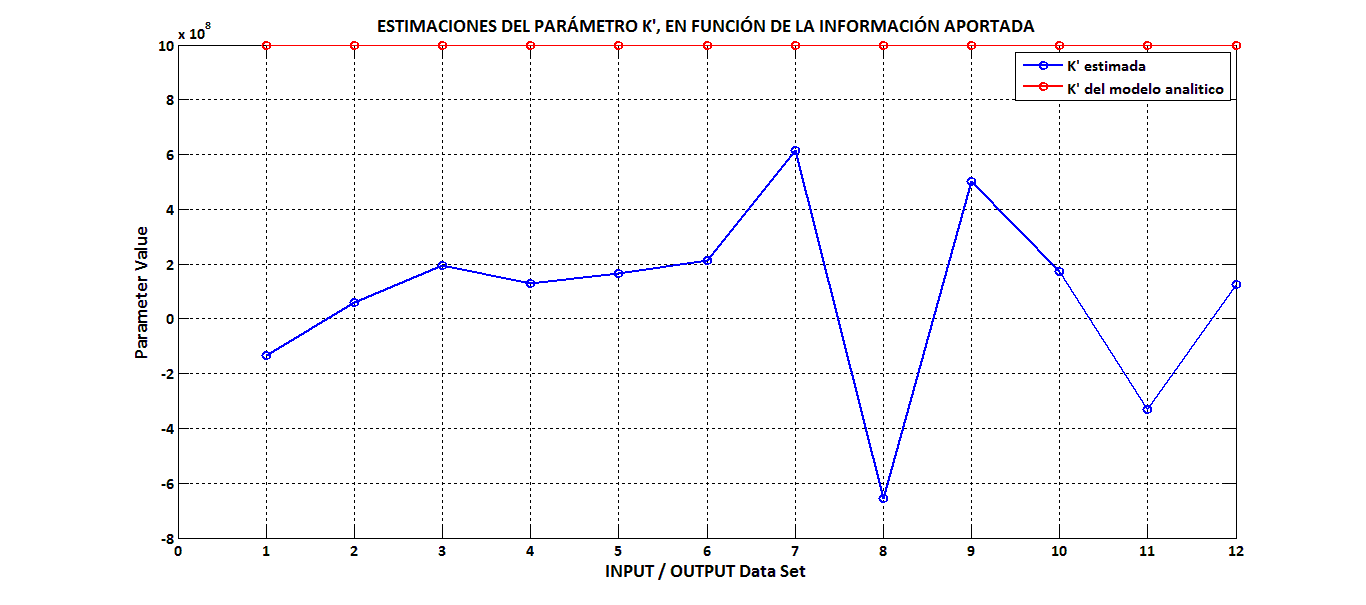 ESTIMACIONES DEL PARÁMETRO K', EN FUNCIÓN DE LA INFORMACIÓN APORTADA
x 10^8
K' estimada
K' del modelo analitico
Parameter Value
10
8
6
4
2
0
-2
-4
-6
-8
0 1 2 3 4 5 6 7 8 9 10 11 12
INPUT / OUTPUT Data Set